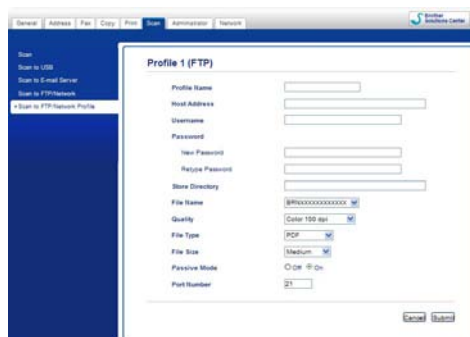 General Address Fax Copy Print Scan Administrator Network
Brother
Solutions Center
Scan
Scan to USB
Scan to E-mail Server
Scan to FTP/Network
Scan to FTP/Network Profile
Profile 1 (FTP)
Profile Name
Host Address
Username
Password
New Password
Retype Password
Store Directory
File Name BRNXXXXXXXXXXXX
Quality Color 100 dpi
File Type PDF
File Size Medium
Passive Mode Off On
Port Number 21
Cancel Submit